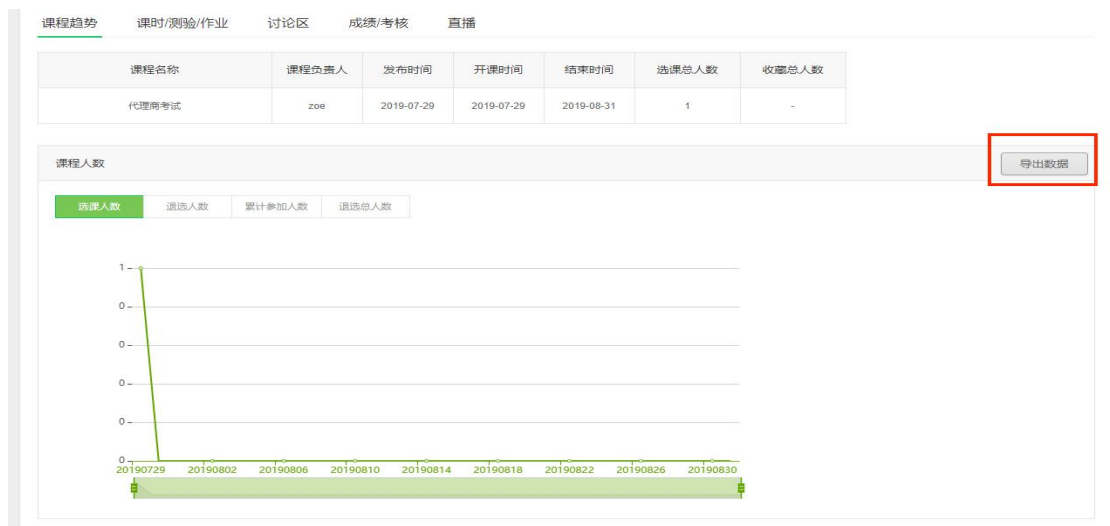 课程趋势 课时/测验/作业 讨论区 成绩/考核 直播
课程名称 课程负责人 发布时间 开课时间 结束时间 选课总人数 收藏总人数
代理商考试 zoe 2019-07-29 2019-07-29 2019-08-31 1 -
课程人数 导出数据
选课人数 退选人数 累计参加人数 退选总人数
1
0
0
0
0
0
20190729 20190802 20190806 20190810 20190814 20190818 20190822 20190826 20190830